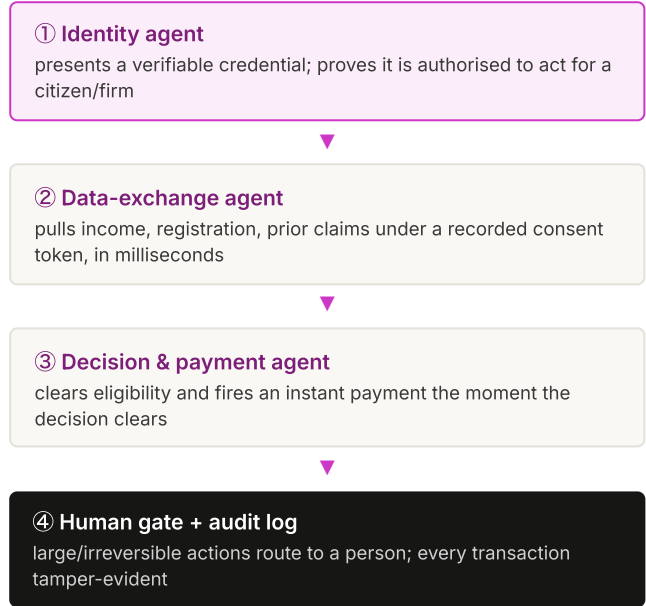 ① Identity agent
presents a verifiable credential; proves it is authorised to act for a
citizen/firm
② Data-exchange agent
pulls income, registration, prior claims under a recorded consent
token, in milliseconds
③ Decision & payment agent
clears eligibility and fires an instant payment the moment the
decision clears
④ Human gate + audit log
large/irreversible actions route to a person; every transaction
tamper-evident